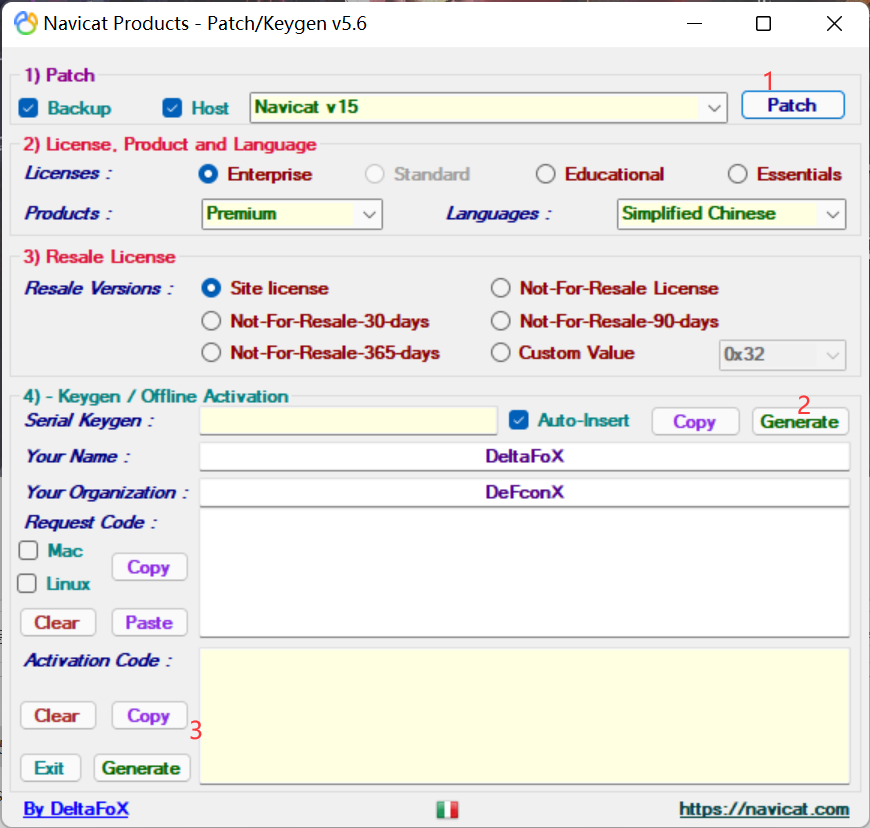 Navicat Products - Patch/Keygen v5.6
1) Patch
1
Backup Host Navicat v15 Patch
2) License, Product and Language
Licenses : Enterprise Standard Educational Essentials
Products : Premium Languages : Simplified Chinese
3) Resale License
Resale Versions : Site license Not-For-Resale License
Not-For-Resale-30-days Not-For-Resale-90-days
Not-For-Resale-365-days Custom Value 0x32
4) - Keygen / Offline Activation
2
Serial Keygen : Auto-Insert Copy Generate
Your Name : DeltaFoX
Your Organization : DeFconX
Request Code :
Mac
Copy
Linux
Clear Paste
Activation Code :
Clear Copy
3
Exit Generate
By DeltaFoX https://navicat.com